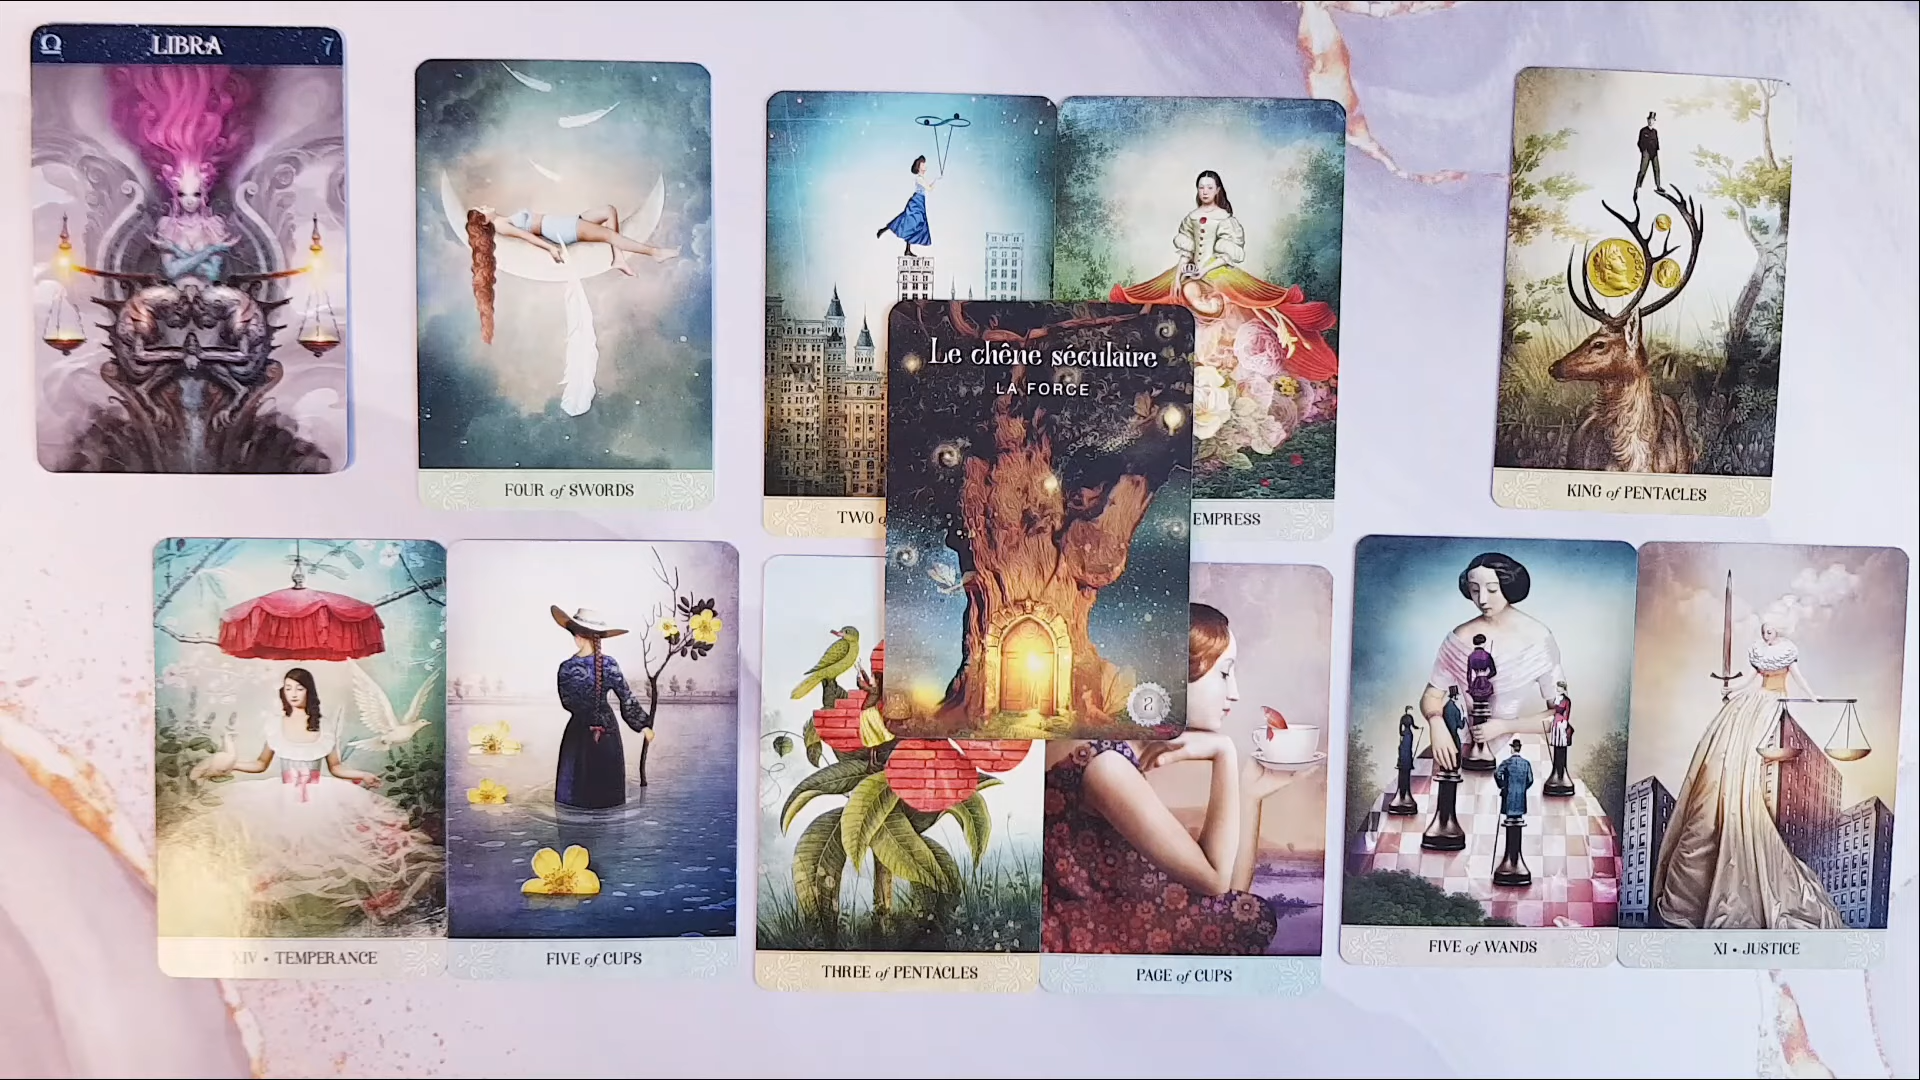 ♎ LIBRA 7
FOUR of SWORDS
TWO
EMPRESS
KING of PENTACLES
Le chêne séculaire
LA FORCE
2
XIV • TEMPERANCE
FIVE of CUPS
THREE of PENTACLES
PAGE of CUPS
FIVE of WANDS
XI • JUSTICE